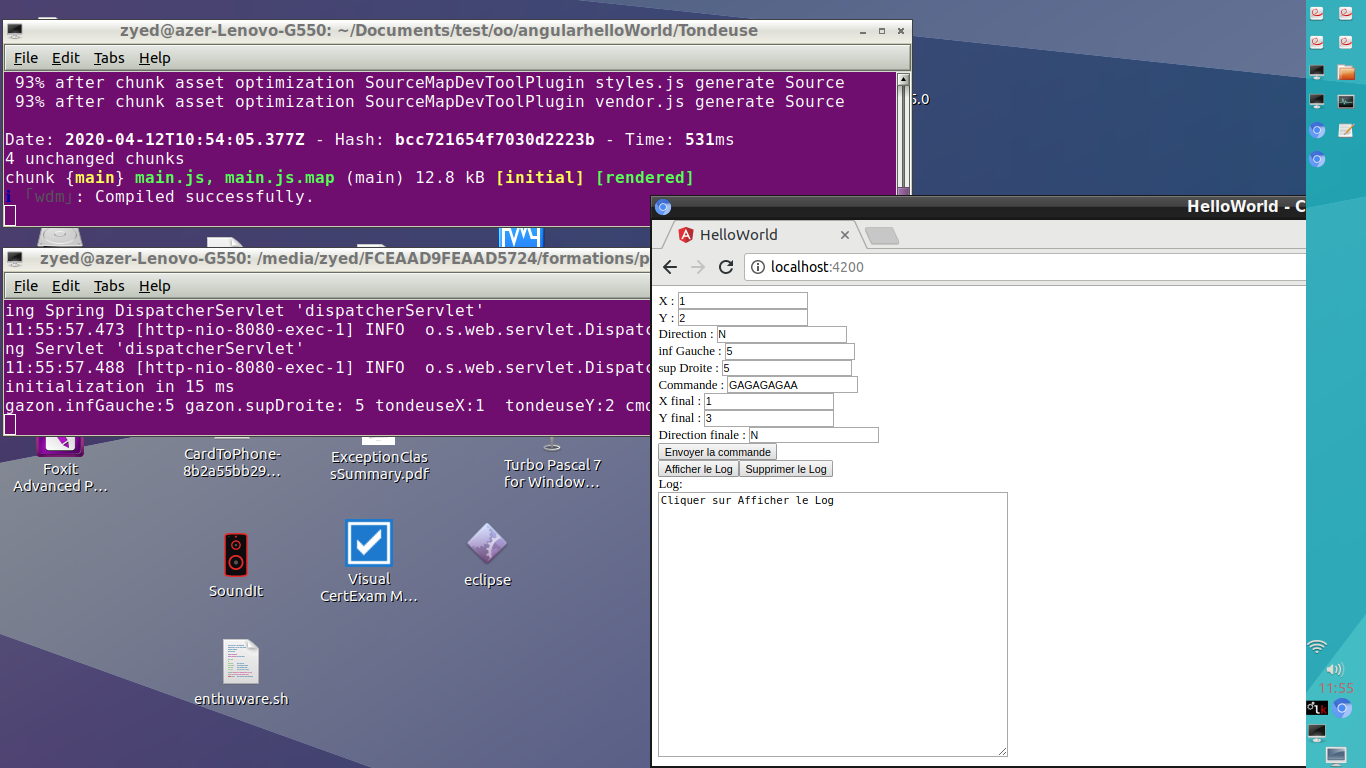 zyed@azer-Lenovo-G550: ~/Documents/test/oo/angularhelloWorld/Tondeuse
File Edit Tabs Help
93% after chunk asset optimization SourceMapDevToolPlugin styles.js generate Source
93% after chunk asset optimization SourceMapDevToolPlugin vendor.js generate Source
Date: 2020-04-12T10:54:05.377Z - Hash: bcc721654f7030d2223b - Time: 531ms
4 unchanged chunks
chunk {main} main.js, main.js.map (main) 12.8 kB [initial] [rendered]
ℹ 「wdm」: Compiled successfully.
5.0
zyed@azer-Lenovo-G550: /media/zyed/FCEAAD9FEAAD5724/formations/p
File Edit Tabs Help
ing Spring DispatcherServlet 'dispatcherServlet'
11:55:57.473 [http-nio-8080-exec-1] INFO  o.s.web.servlet.Dispatc
ng Servlet 'dispatcherServlet'
11:55:57.488 [http-nio-8080-exec-1] INFO  o.s.web.servlet.Dispatc
initialization in 15 ms
gazon.infGauche:5 gazon.supDroite: 5 tondeuseX:1  tondeuseY:2 cmd
HelloWorld - C
HelloWorld
localhost:4200
X : 1
Y : 2
Direction : N
inf Gauche : 5
sup Droite : 5
Commande : GAGAGAGAA
X final : 1
Y final : 3
Direction finale : N
Envoyer la commande
Afficher le Log Supprimer le Log
Log:
Cliquer sur Afficher le Log
Foxit
Advanced P...
CardToPhone-
8b2a55bb29...
ExceptionClas
sSummary.pdf
Turbo Pascal 7
for Window...
SoundIt
Visual
CertExam M...
eclipse
enthuware.sh
11:55